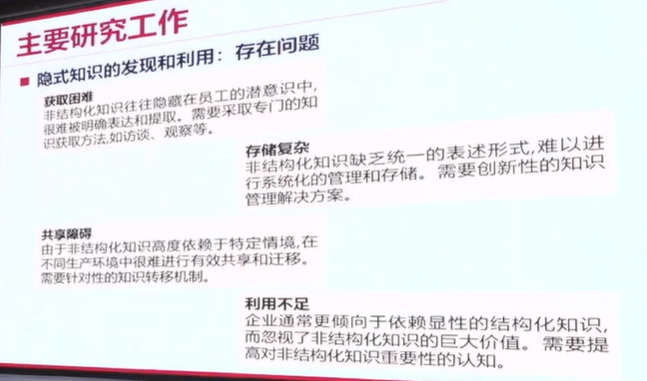 主要研究工作
隐式知识的发现和利用：存在问题
获取困难
非结构化知识往往隐藏在员工的潜意识中,
很难被明确表达和提取。需要采取专门的知
识获取方法,如访谈、观察等。
存储复杂
非结构化知识缺乏统一的表述形式,难以进
行系统化的管理和存储。需要创新性的知识
管理解决方案。
共享障碍
由于非结构化知识高度依赖于特定情境,在
不同生产环境中很难进行有效共享和迁移。
需要针对性的知识转移机制。
利用不足
企业通常更倾向于依赖显性的结构化知识,
而忽视了非结构化知识的巨大价值。需要提
高对非结构化知识重要性的认知。